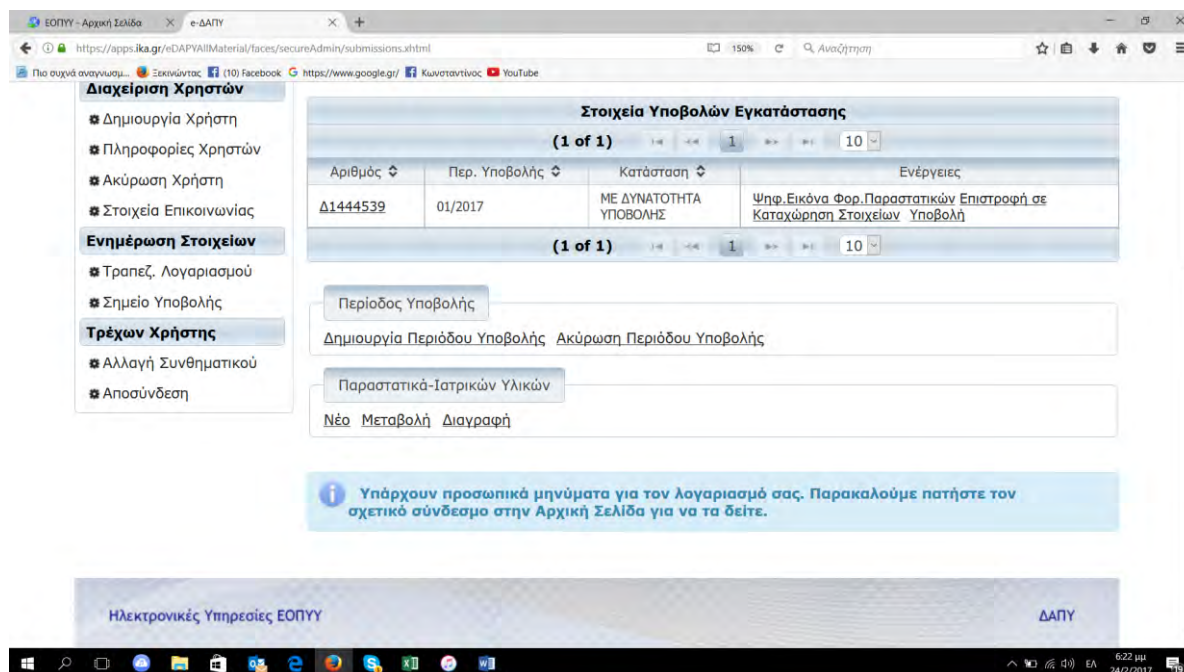 ΕΟΠΥΥ - Αρχική Σελίδα
e-ΔΑΠΥ
https://apps.ika.gr/eDAPYAllMaterial/faces/secureAdmin/submissions.xhtml
150%
Αναζήτηση
Πιο συχνά αναγνωσμ...
Ξεκινώντας
(10) Facebook
https://www.google.gr/
Κωνσταντίνος
YouTube
Διαχείριση Χρηστών
Δημιουργία Χρήστη
Πληροφορίες Χρηστών
Ακύρωση Χρήστη
Στοιχεία Επικοινωνίας
Ενημέρωση Στοιχείων
Τραπεζ. Λογαριασμού
Σημείο Υποβολής
Τρέχων Χρήστης
Αλλαγή Συνθηματικού
Αποσύνδεση
Στοιχεία Υποβολών Εγκατάστασης
(1 of 1) 1 10
Αριθμός Περ. Υποβολής Κατάσταση Ενέργειες
Δ1444539 01/2017 ΜΕ ΔΥΝΑΤΟΤΗΤΑ ΥΠΟΒΟΛΗΣ Ψηφ.Εικόνα Φορ.Παραστατικών Επιστροφή σε
Καταχώρηση Στοιχείων Υποβολή
(1 of 1) 1 10
Περίοδος Υποβολής
Δημιουργία Περιόδου Υποβολής Ακύρωση Περιόδου Υποβολής
Παραστατικά-Ιατρικών Υλικών
Νέο Μεταβολή Διαγραφή
Υπάρχουν προσωπικά μηνύματα για τον λογαριασμό σας. Παρακαλούμε πατήστε τον
σχετικό σύνδεσμο στην Αρχική Σελίδα για να τα δείτε.
Ηλεκτρονικές Υπηρεσίες ΕΟΠΥΥ
ΔΑΠΥ
ΕΛ
6:22 μμ
24/2/2017
19